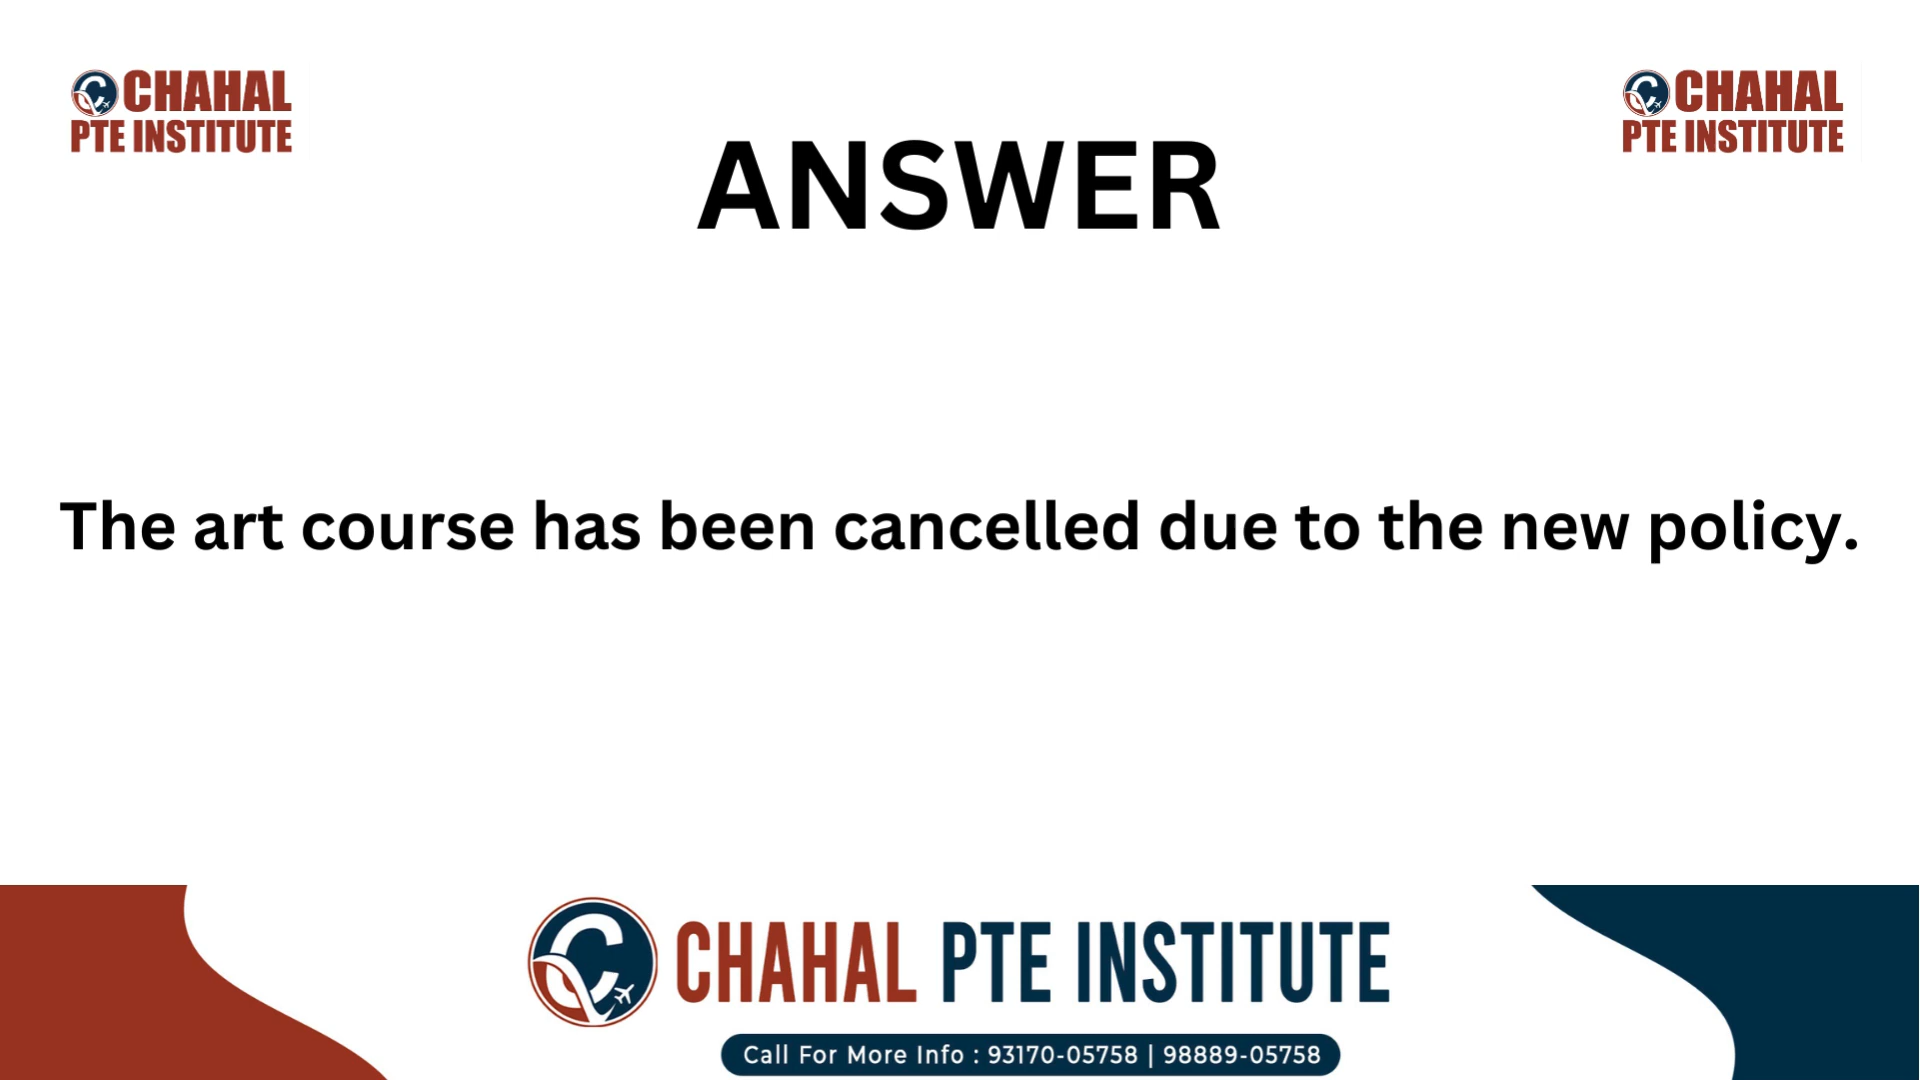 CHAHAL
PTE INSTITUTE
CHAHAL
PTE INSTITUTE
ANSWER
The art course has been cancelled due to the new policy.
CHAHAL PTE INSTITUTE
Call For More Info : 93170-05758 | 98889-05758